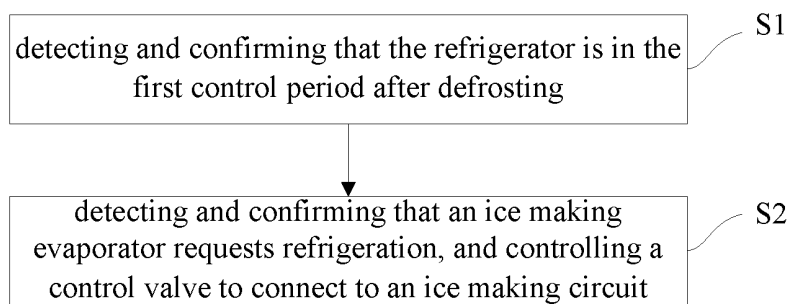 S1
detecting and confirming that the refrigerator is in the
first control period after defrosting
S2
detecting and confirming that an ice making
evaporator requests refrigeration, and controlling a
control valve to connect to an ice making circuit